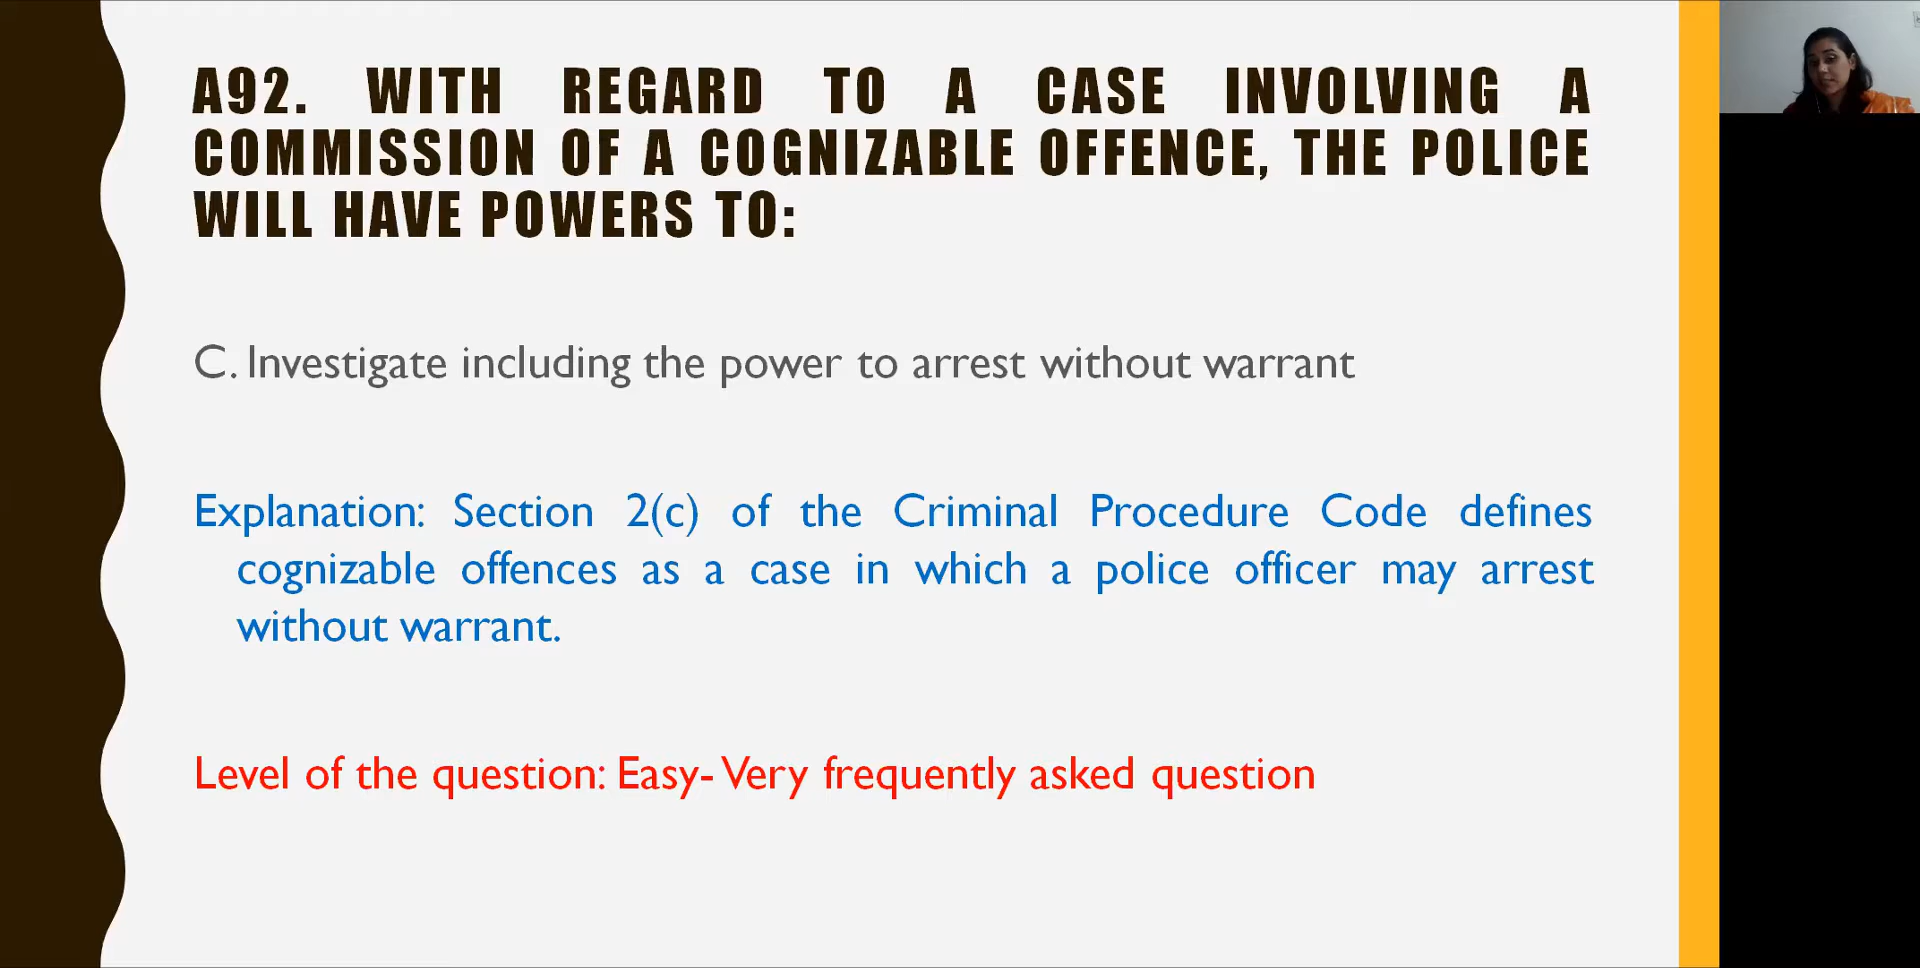 A92. WITH REGARD TO A CASE INVOLVING A
COMMISSION OF A COGNIZABLE OFFENCE, THE POLICE
WILL HAVE POWERS TO:
C. Investigate including the power to arrest without warrant
Explanation: Section 2(c) of the Criminal Procedure Code defines
cognizable offences as a case in which a police officer may arrest
without warrant.
Level of the question: Easy- Very frequently asked question